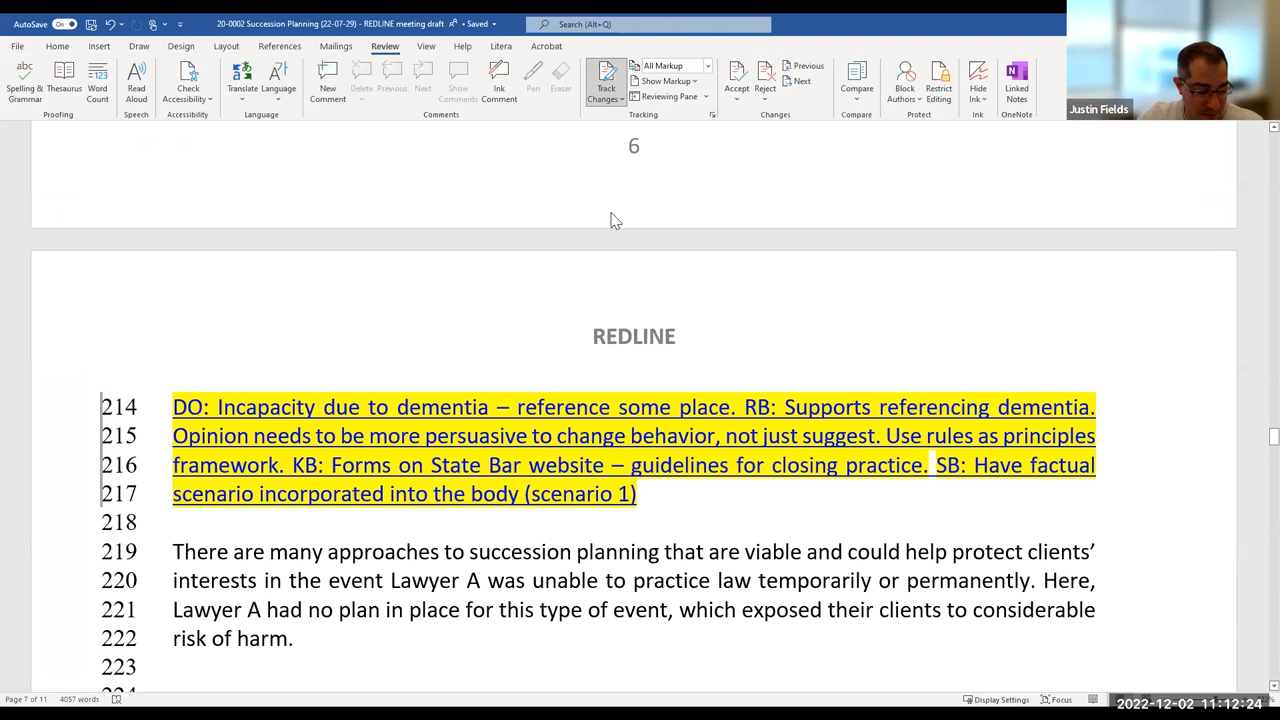 AutoSave On 20-0002 Succession Planning (22-07-29) - REDLINE meeting draft • Saved Search (Alt+Q)
File Home Insert Draw Design Layout References Mailings Review View Help Litera Acrobat
Spelling & Grammar Thesaurus Word Count Read Aloud Check Accessibility Translate Language New Comment Delete Previous Next Show Comments Ink Comment Pen Eraser Track Changes All Markup Show Markup Reviewing Pane Accept Reject Previous Next Compare Block Authors Restrict Editing Hide Ink Linked Notes
Proofing Speech Accessibility Language Comments Tracking Changes Compare Protect Ink OneNote
Justin Fields
6
REDLINE
214 DO: Incapacity due to dementia – reference some place. RB: Supports referencing dementia.
215 Opinion needs to be more persuasive to change behavior, not just suggest. Use rules as principles
216 framework. KB: Forms on State Bar website – guidelines for closing practice. SB: Have factual
217 scenario incorporated into the body (scenario 1)
218
219 There are many approaches to succession planning that are viable and could help protect clients’
220 interests in the event Lawyer A was unable to practice law temporarily or permanently. Here,
221 Lawyer A had no plan in place for this type of event, which exposed their clients to considerable
222 risk of harm.
223
Page 7 of 11 4057 words Display Settings Focus
2022-12-02 11:12:24